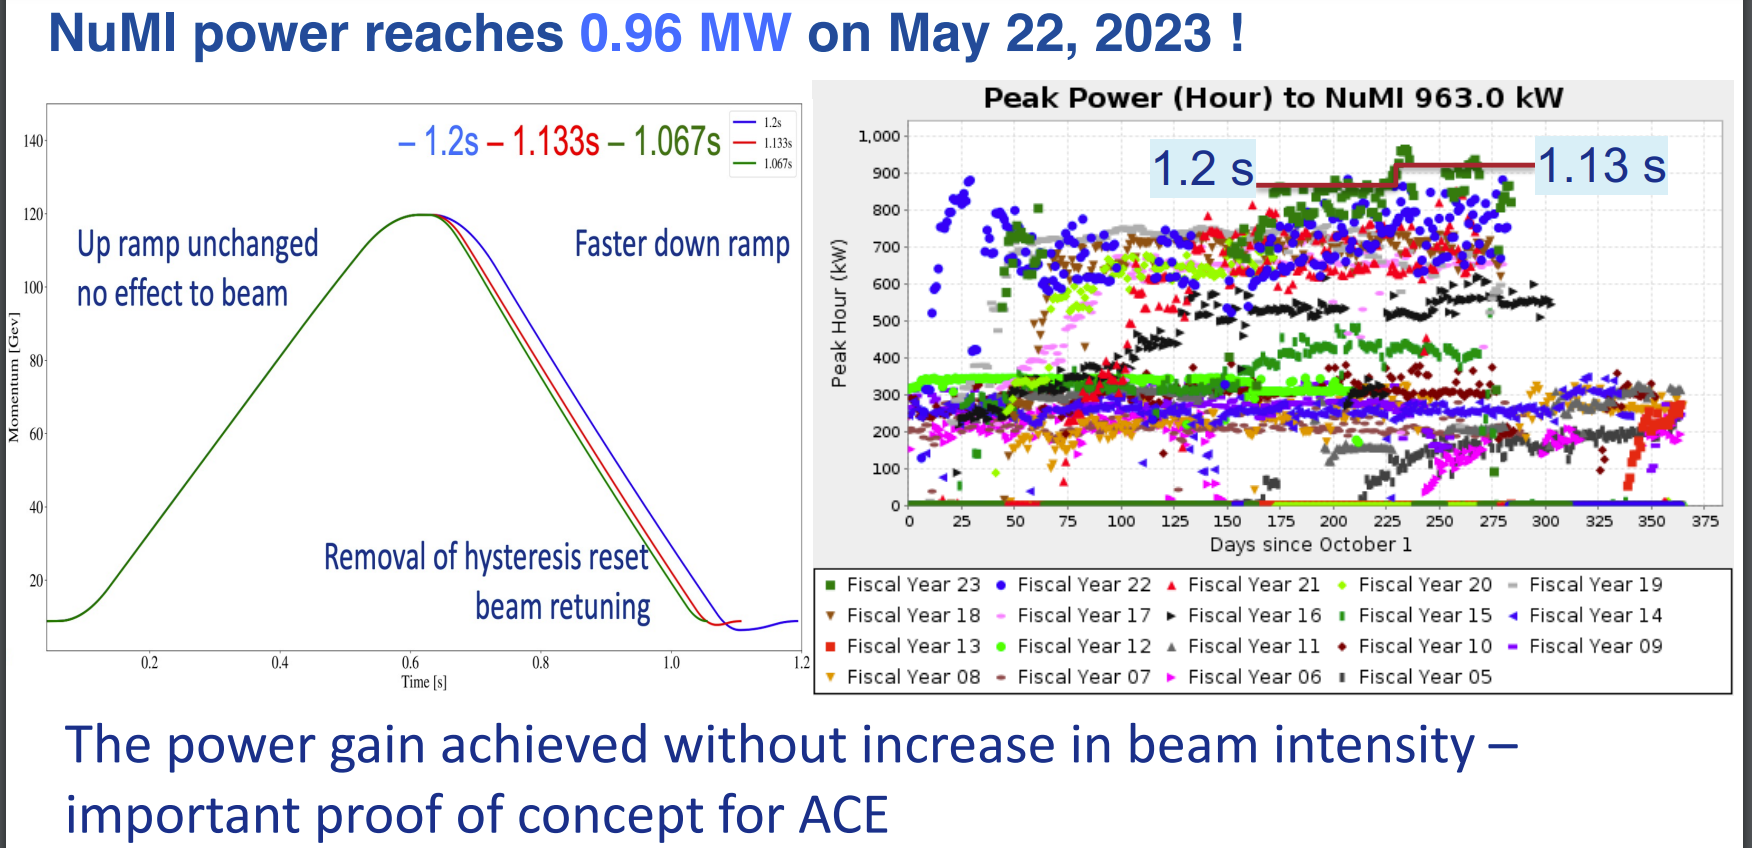 NuMI power reaches 0.96 MW on May 22, 2023 !
– 1.2s – 1.133s – 1.067s
1.2s
1.133s
1.067s
Up ramp unchanged
no effect to beam
Faster down ramp
Removal of hysteresis reset
beam retuning
Momentum [Gev]
140
120
100
80
60
40
20
0.2 0.4 0.6 0.8 1.0 1.2
Time [s]
Peak Power (Hour) to NuMI 963.0 kW
1.2 s
1.13 s
Peak Hour (kW)
1,000
900
800
700
600
500
400
300
200
100
0
0 25 50 75 100 125 150 175 200 225 250 275 300 325 350 375
Days since October 1
Fiscal Year 23 Fiscal Year 22 Fiscal Year 21 Fiscal Year 20 Fiscal Year 19
Fiscal Year 18 Fiscal Year 17 Fiscal Year 16 Fiscal Year 15 Fiscal Year 14
Fiscal Year 13 Fiscal Year 12 Fiscal Year 11 Fiscal Year 10 Fiscal Year 09
Fiscal Year 08 Fiscal Year 07 Fiscal Year 06 Fiscal Year 05
The power gain achieved without increase in beam intensity –
important proof of concept for ACE